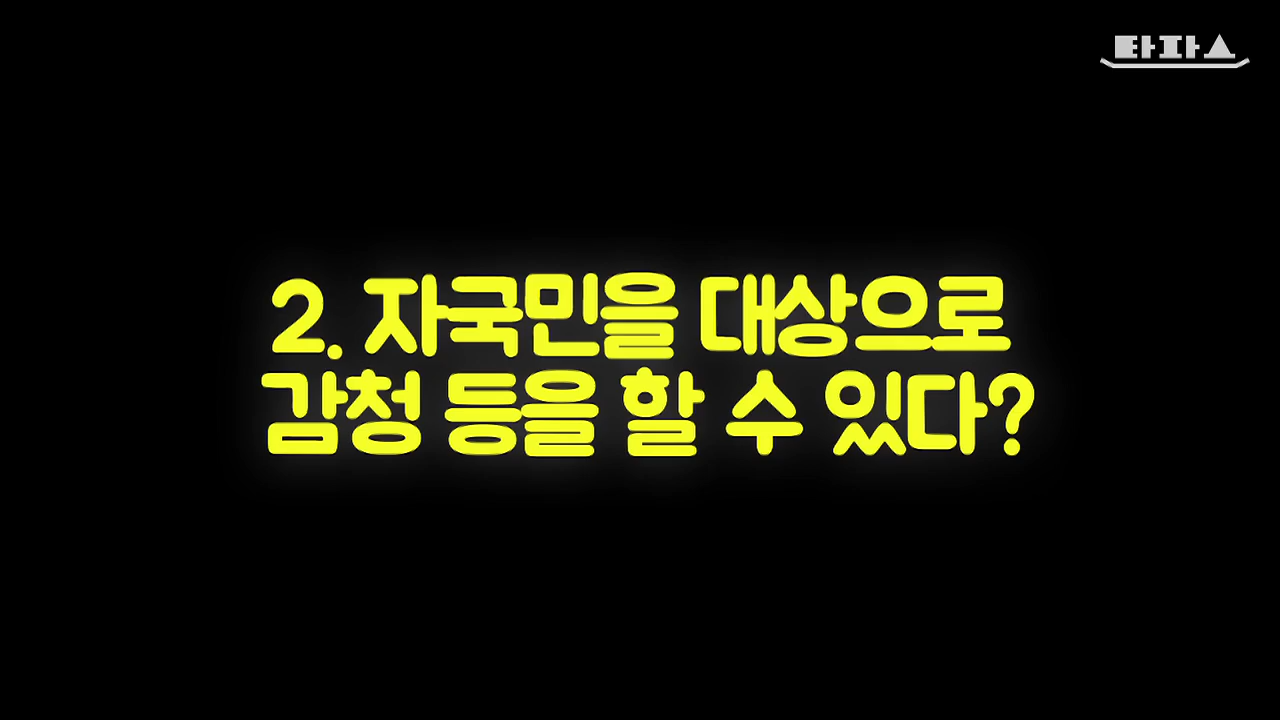 타파스
2. 자국민을 대상으로
감청 등을 할 수 있다?